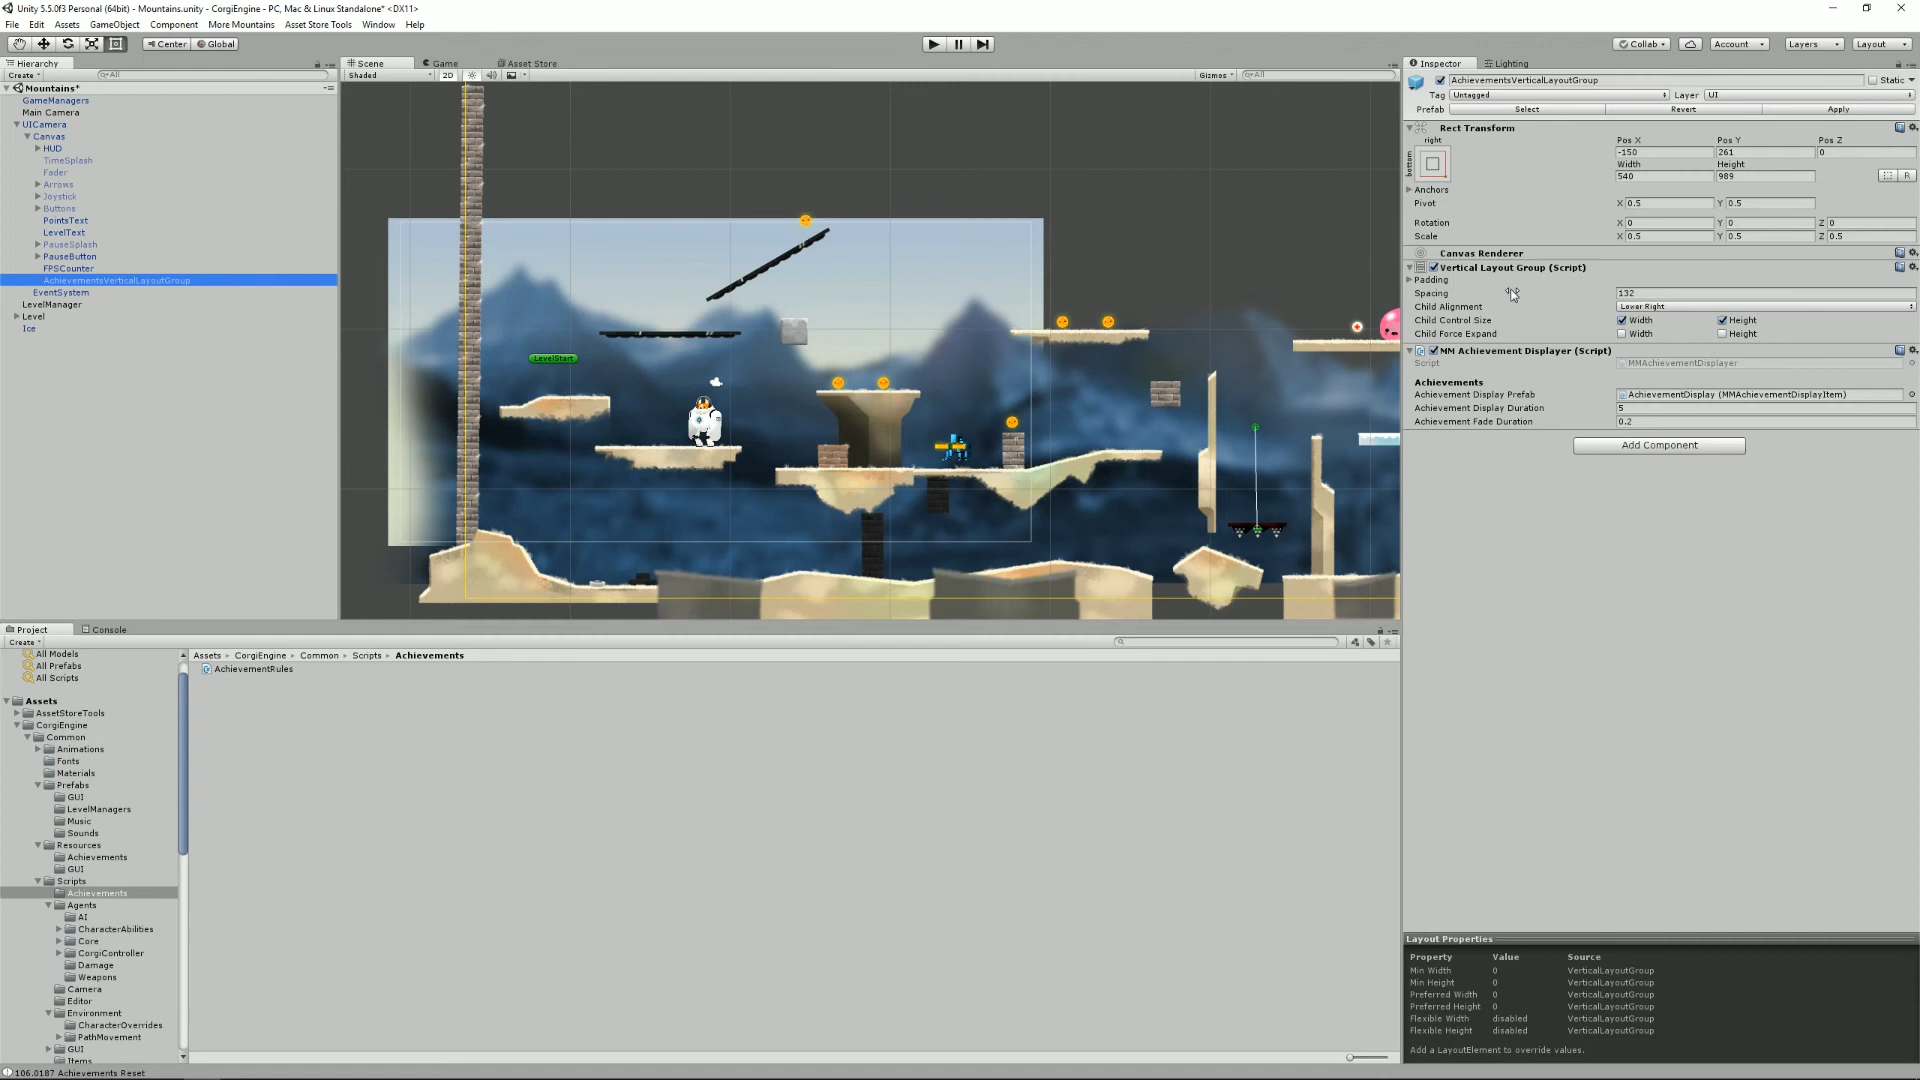 Unity 5.5.0f3 Personal (64bit) - Mountains.unity - CorgiEngine - PC, Mac & Linux Standalone* <DX11>
File Edit Assets GameObject Component More Mountains Asset Store Tools Window Help
Center Global Collab Account Layers Layout
Hierarchy
Create All
Mountains*
GameManagers
Main Camera
UICamera
Canvas
HUD
TimeSplash
Fader
Arrows
Joystick
Buttons
PointsText
LevelText
PauseSplash
PauseButton
FPSCounter
AchievementsVerticalLayoutGroup
EventSystem
LevelManager
Level
Ice
Scene Game Asset Store
Shaded 2D Gizmos All
LevelStart
Inspector Lighting
AchievementsVerticalLayoutGroup Static
Tag Untagged Layer UI
Prefab Select Revert Apply
Rect Transform
right Pos X Pos Y Pos Z
bottom -150 261 0
Width Height
540 989 R
Anchors
Pivot X 0.5 Y 0.5
Rotation X 0 Y 0 Z 0
Scale X 0.5 Y 0.5 Z 0.5
Canvas Renderer
Vertical Layout Group (Script)
Padding
Spacing 132
Child Alignment Lower Right
Child Control Size Width Height
Child Force Expand Width Height
MM Achievement Displayer (Script)
Script MMAchievementDisplayer
Achievements
Achievement Display Prefab AchievementDisplay (MMAchievementDisplayItem)
Achievement Display Duration 5
Achievement Fade Duration 0.2
Add Component
Layout Properties
Property Value Source
Min Width 0 VerticalLayoutGroup
Min Height 0 VerticalLayoutGroup
Preferred Width 0 VerticalLayoutGroup
Preferred Height 0 VerticalLayoutGroup
Flexible Width disabled VerticalLayoutGroup
Flexible Height disabled VerticalLayoutGroup
Add a LayoutElement to override values.
Project Console
Create
All Models
All Prefabs
All Scripts
Assets
AssetStoreTools
CorgiEngine
Common
Animations
Fonts
Materials
Prefabs
GUI
LevelManagers
Music
Sounds
Resources
Achievements
GUI
Scripts
Achievements
Agents
AI
CharacterAbilities
Core
CorgiController
Damage
Weapons
Camera
Editor
Environment
CharacterOverrides
PathMovement
GUI
Items
Assets CorgiEngine Common Scripts Achievements
AchievementRules
106.0187 Achievements Reset